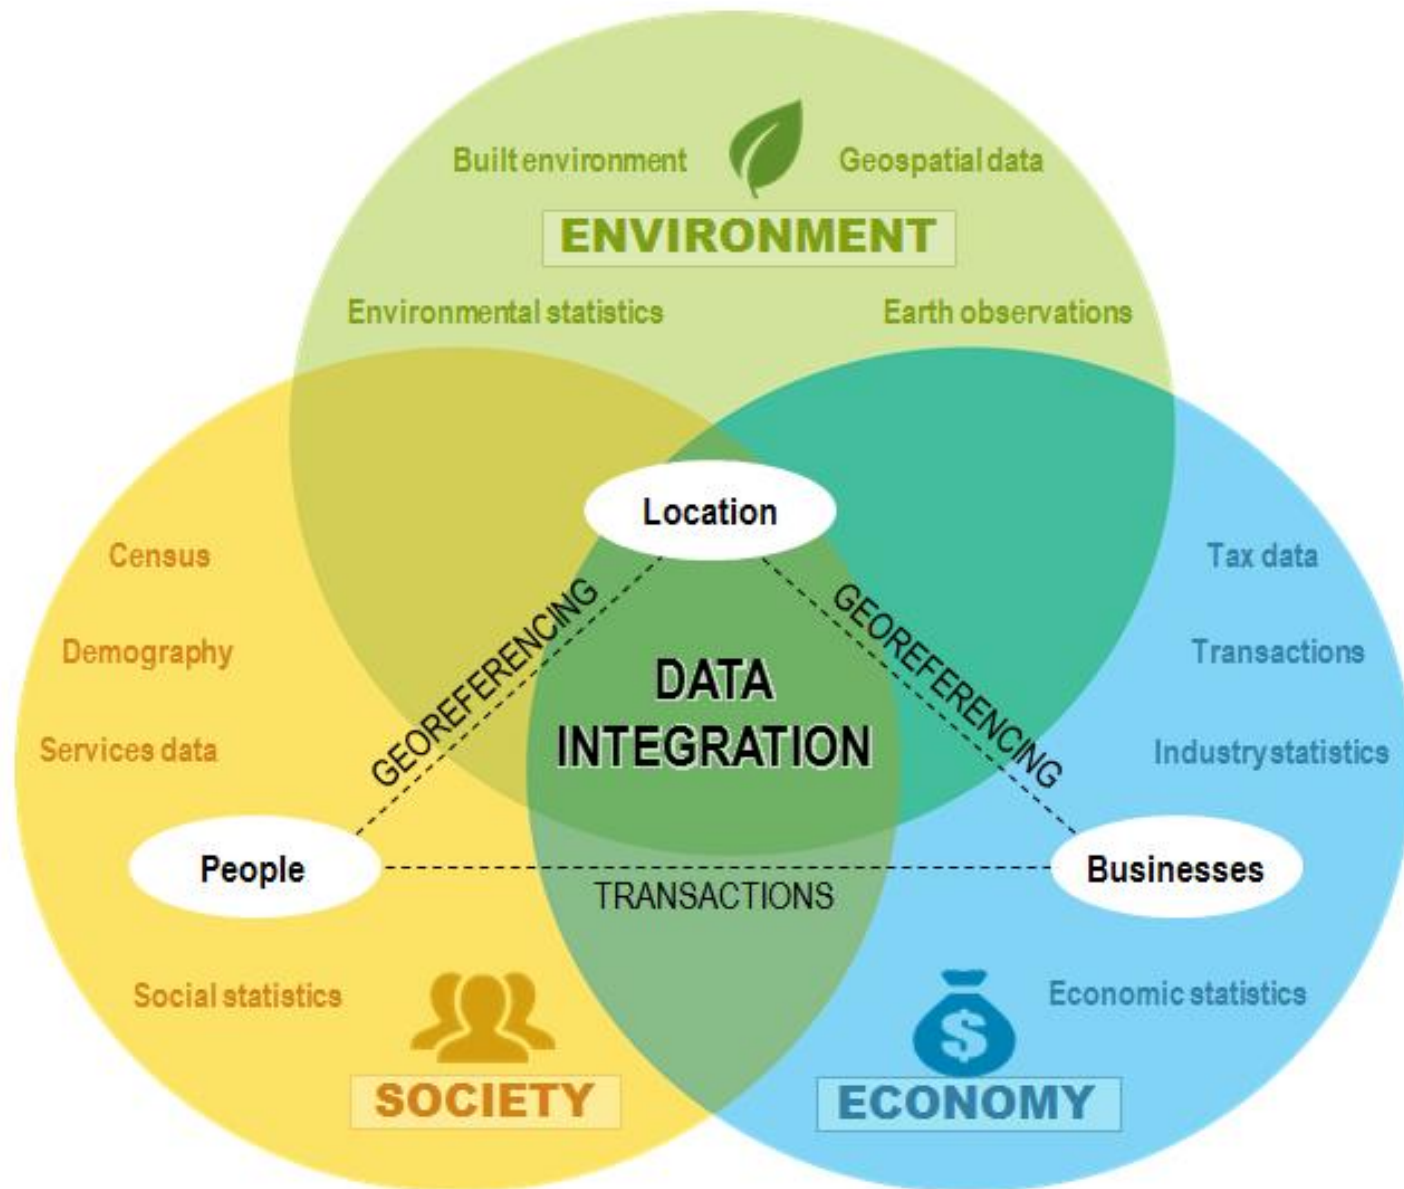 Built environment
Geospatial data
ENVIRONMENT
Environmental statistics
Earth observations
Location
Census
Tax data
GEOREFERENCING
GEOREFERENCING
Demography
Transactions
DATA
INTEGRATION
Services data
Industry statistics
People
Businesses
TRANSACTIONS
Social statistics
Economic statistics
$
SOCIETY
ECONOMY